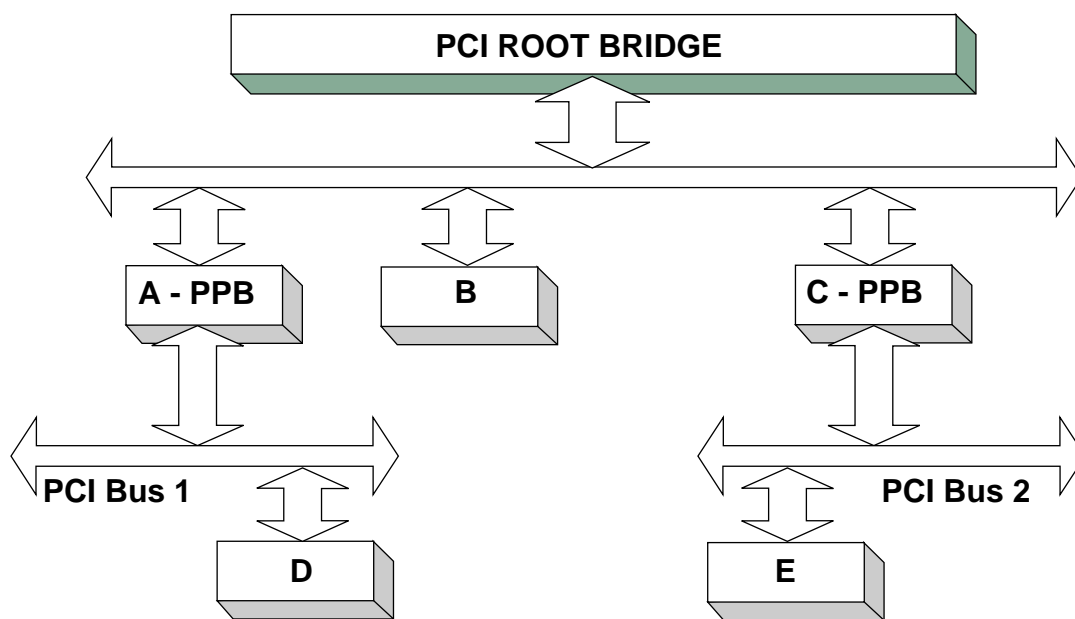 PCI ROOT BRIDGE
A - PPB
B
C - PPB
PCI Bus 1
PCI Bus 2
D
E